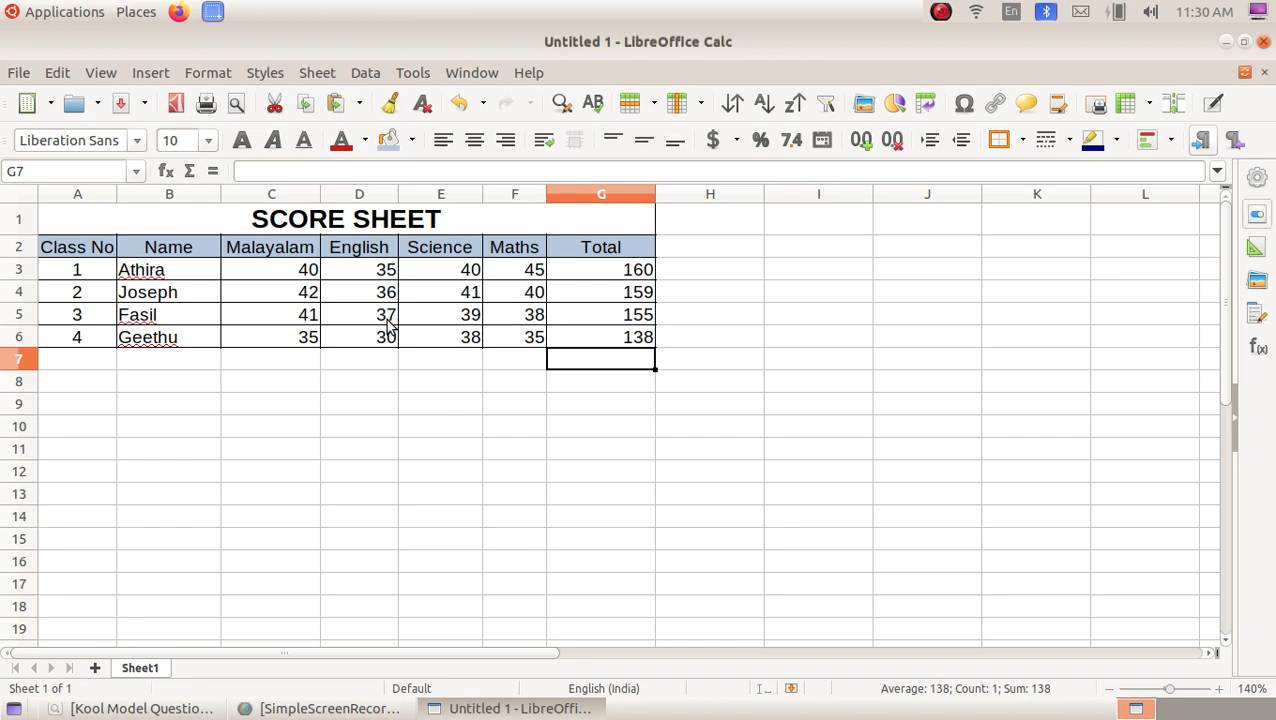 Applications Places En 11:30 AM
Untitled 1 - LibreOffice Calc
File Edit View Insert Format Styles Sheet Data Tools Window Help
Liberation Sans 10
G7
A B C D E F G H I J K L
1 SCORE SHEET
2 Class No Name Malayalam English Science Maths Total
3 1 Athira 40 35 40 45 160
4 2 Joseph 42 36 41 40 159
5 3 Fasil 41 37 39 38 155
6 4 Geethu 35 30 38 35 138
7
8
9
10
11
12
13
14
15
16
17
18
19
Sheet1
Sheet 1 of 1 Default English (India) Average: 138; Count: 1; Sum: 138 140%
[Kool Model Questio... [SimpleScreenRecor... Untitled 1 - LibreOffi...